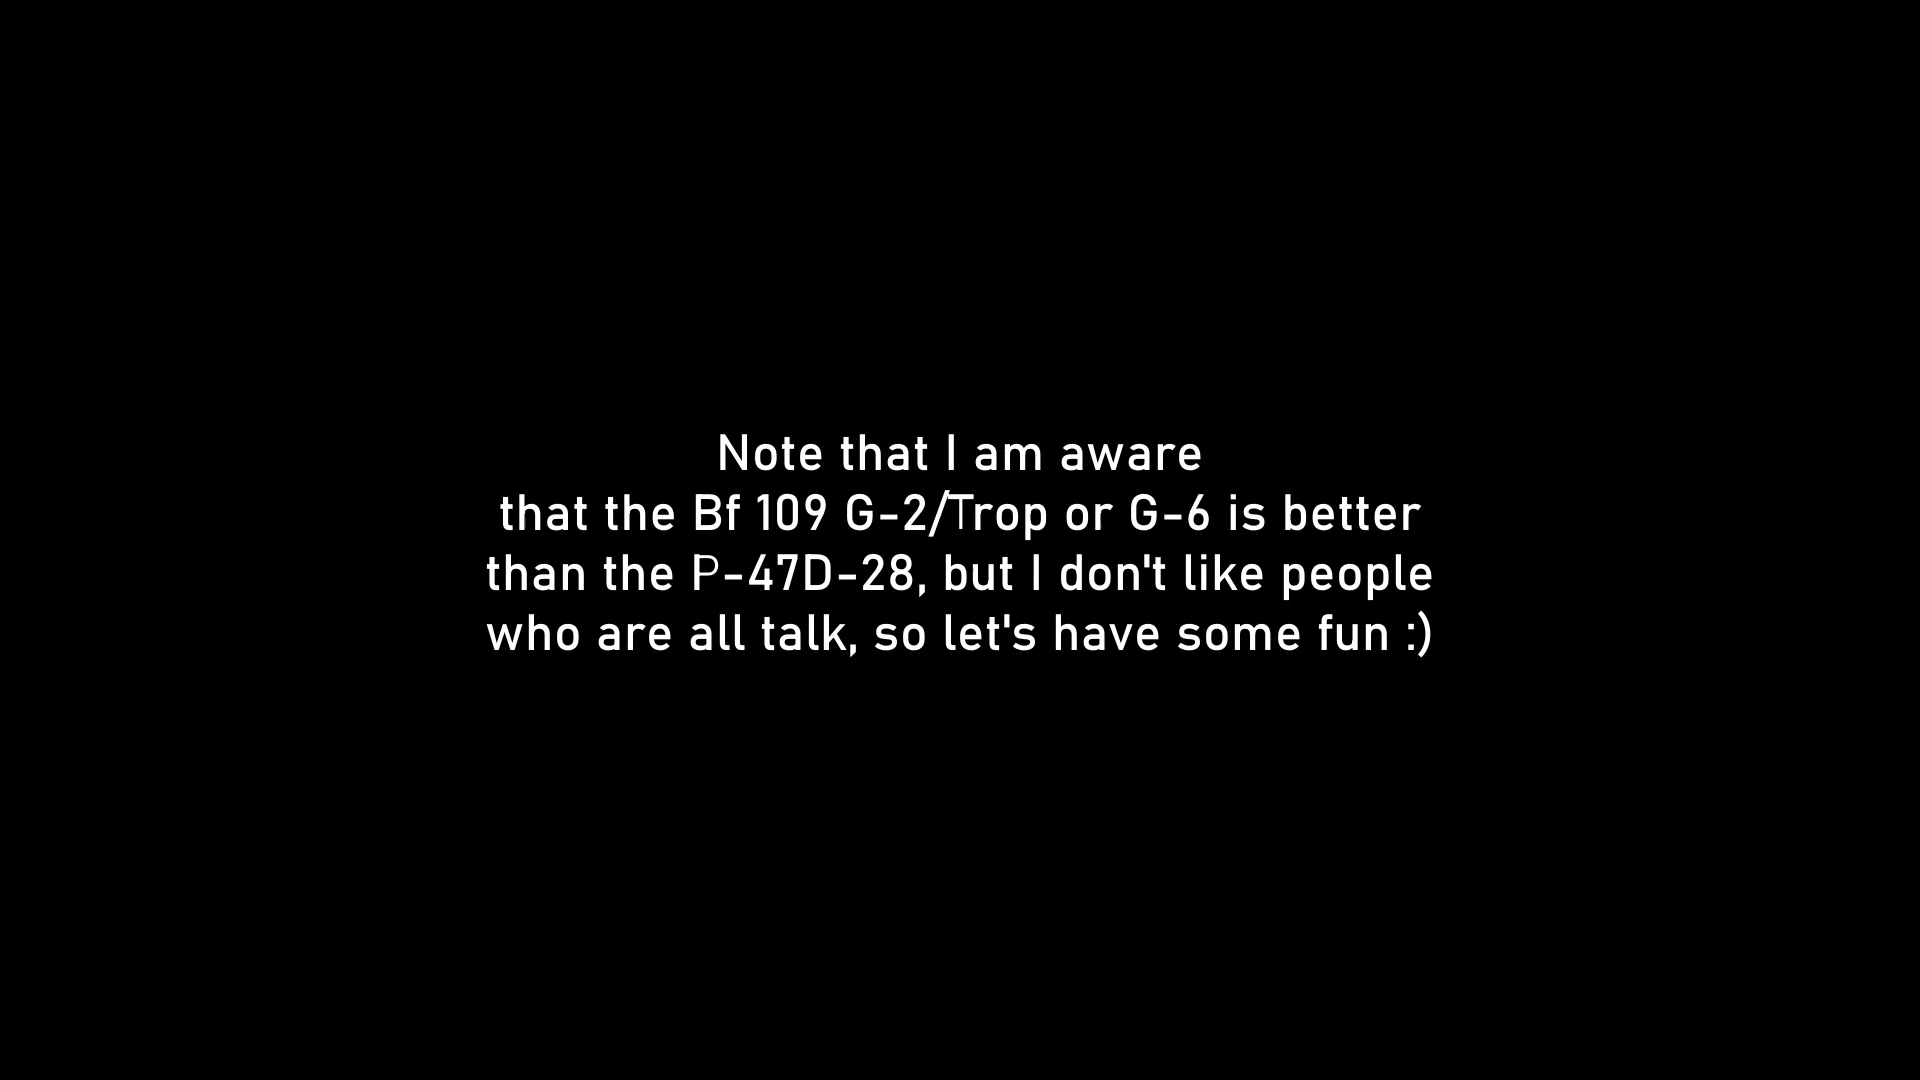 Note that I am aware
that the Bf 109 G-2/Trop or G-6 is better
than the P-47D-28, but I don't like people
who are all talk, so let's have some fun :)